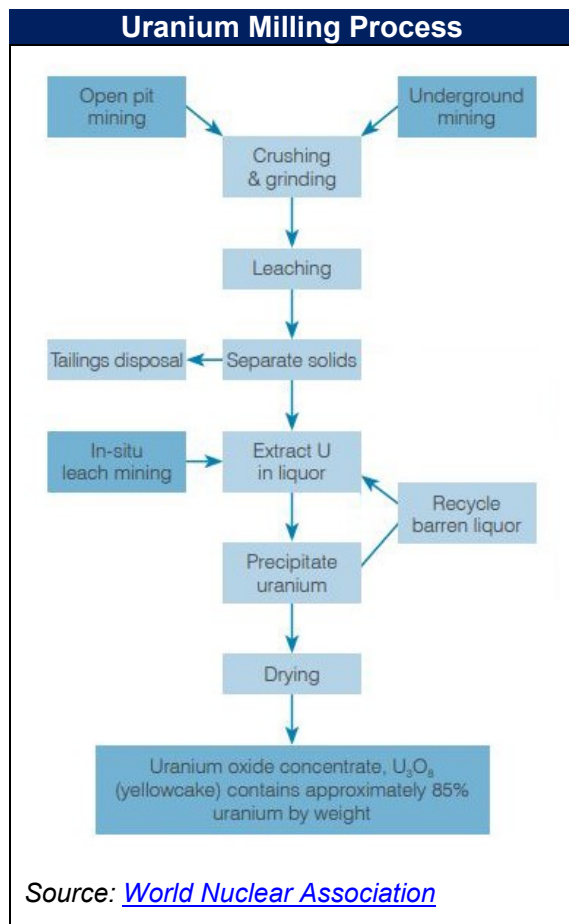 Uranium Milling Process
Open pit
mining
Underground
mining
Crushing
& grinding
Leaching
Tailings disposal
Separate solids
In-situ
leach mining
Extract U
in liquor
Recycle
barren liquor
Precipitate
uranium
Drying
Uranium oxide concentrate, U₃O₈
(yellowcake) contains approximately 85%
uranium by weight
Source: World Nuclear Association